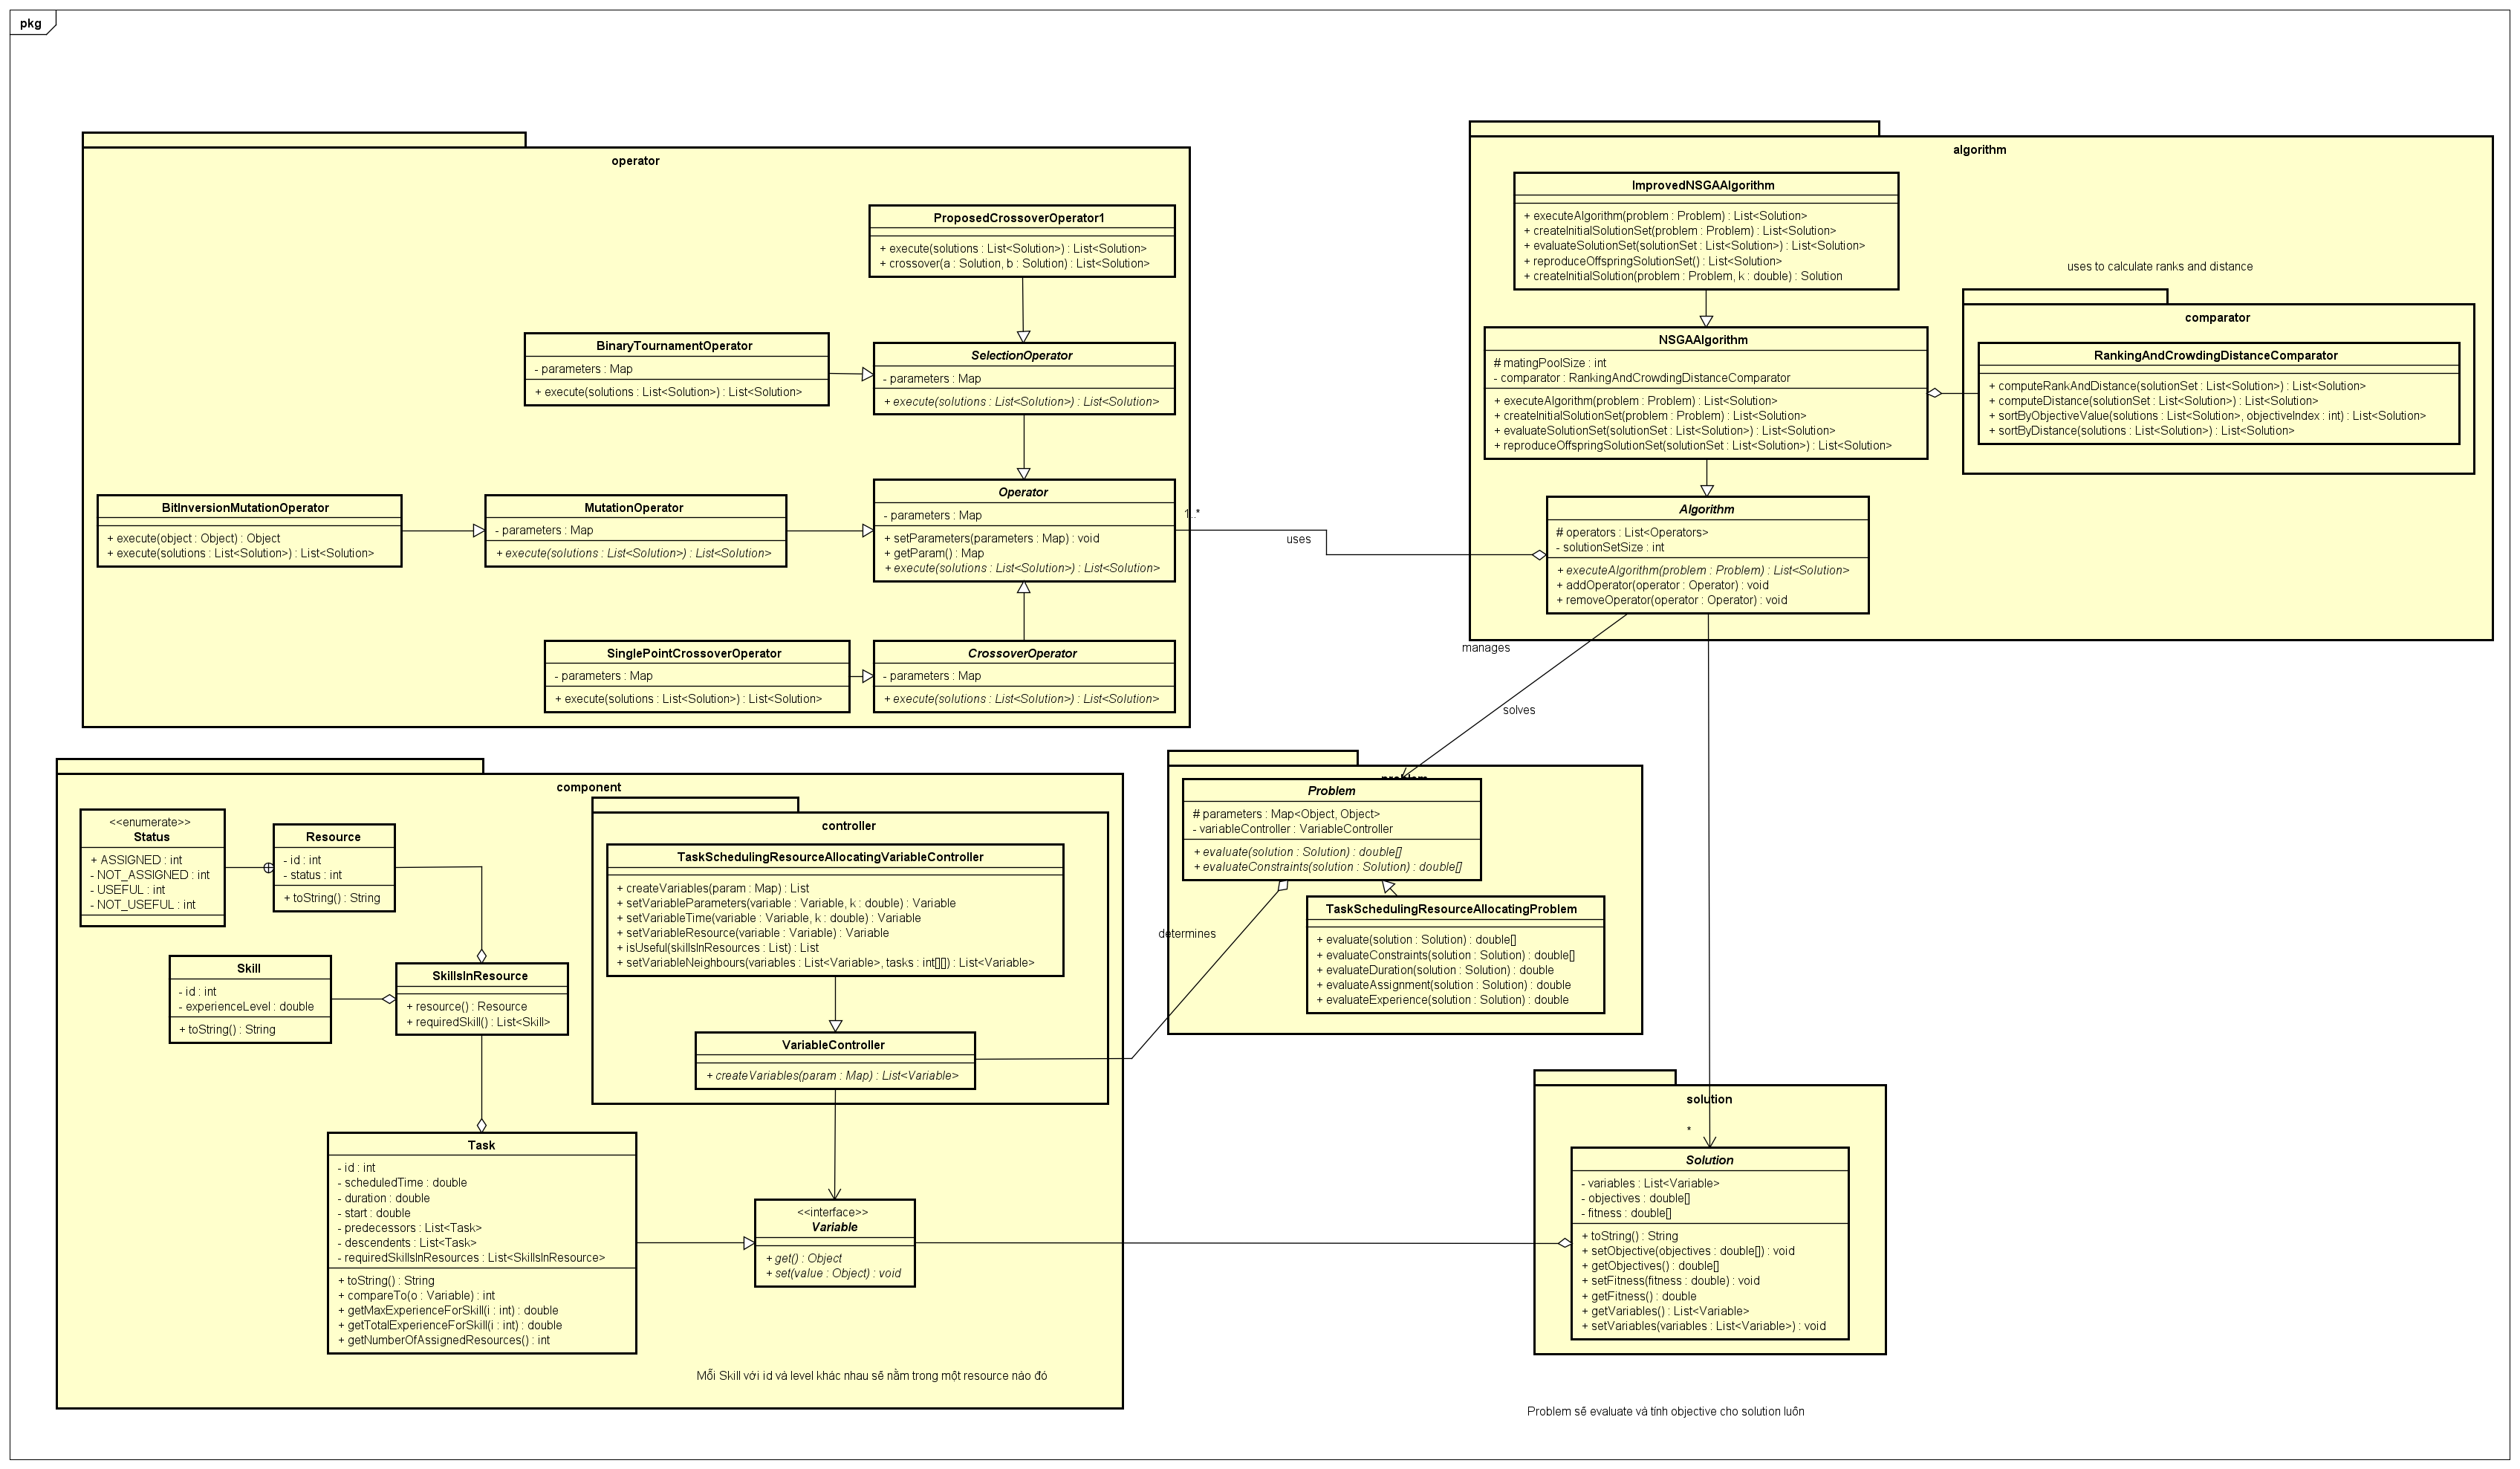 pkg
operator
ProposedCrossoverOperator1
+ execute(solutions : List<Solution>) : List<Solution>
+ crossover(a : Solution, b : Solution) : List<Solution>
BinaryTournamentOperator
- parameters : Map
+ execute(solutions : List<Solution>) : List<Solution>
SelectionOperator
- parameters : Map
+ execute(solutions : List<Solution>) : List<Solution>
BitInversionMutationOperator
+ execute(object : Object) : Object
+ execute(solutions : List<Solution>) : List<Solution>
MutationOperator
- parameters : Map
+ execute(solutions : List<Solution>) : List<Solution>
Operator
- parameters : Map
+ setParameters(parameters : Map) : void
+ getParam() : Map
+ execute(solutions : List<Solution>) : List<Solution>
SinglePointCrossoverOperator
- parameters : Map
+ execute(solutions : List<Solution>) : List<Solution>
CrossoverOperator
- parameters : Map
+ execute(solutions : List<Solution>) : List<Solution>
1..*
uses
algorithm
ImprovedNSGAAlgorithm
+ executeAlgorithm(problem : Problem) : List<Solution>
+ createInitialSolutionSet(problem : Problem) : List<Solution>
+ evaluateSolutionSet(solutionSet : List<Solution>) : List<Solution>
+ reproduceOffspringSolutionSet() : List<Solution>
+ createInitialSolution(problem : Problem, k : double) : Solution
uses to calculate ranks and distance
NSGAAlgorithm
# matingPoolSize : int
- comparator : RankingAndCrowdingDistanceComparator
+ executeAlgorithm(problem : Problem) : List<Solution>
+ createInitialSolutionSet(problem : Problem) : List<Solution>
+ evaluateSolutionSet(solutionSet : List<Solution>) : List<Solution>
+ reproduceOffspringSolutionSet(solutionSet : List<Solution>) : List<Solution>
comparator
RankingAndCrowdingDistanceComparator
+ computeRankAndDistance(solutionSet : List<Solution>) : List<Solution>
+ computeDistance(solutionSet : List<Solution>) : List<Solution>
+ sortByObjectiveValue(solutions : List<Solution>, objectiveIndex : int) : List<Solution>
+ sortByDistance(solutions : List<Solution>) : List<Solution>
Algorithm
# operators : List<Operators>
- solutionSetSize : int
+ executeAlgorithm(problem : Problem) : List<Solution>
+ addOperator(operator : Operator) : void
+ removeOperator(operator : Operator) : void
manages
solves
component
<<enumerate>>
Status
+ ASSIGNED : int
- NOT_ASSIGNED : int
- USEFUL : int
- NOT_USEFUL : int
Resource
- id : int
- status : int
+ toString() : String
Skill
- id : int
- experienceLevel : double
+ toString() : String
SkillsInResource
+ resource() : Resource
+ requiredSkill() : List<Skill>
controller
TaskSchedulingResourceAllocatingVariableController
+ createVariables(param : Map) : List
+ setVariableParameters(variable : Variable, k : double) : Variable
+ setVariableTime(variable : Variable, k : double) : Variable
+ setVariableResource(variable : Variable) : Variable
+ isUseful(skillsInResources : List) : List
+ setVariableNeighbours(variables : List<Variable>, tasks : int[][]) : List<Variable>
VariableController
+ createVariables(param : Map) : List<Variable>
Task
- id : int
- scheduledTime : double
- duration : double
- start : double
- predecessors : List<Task>
- descendents : List<Task>
- requiredSkillsInResources : List<SkillsInResource>
+ toString() : String
+ compareTo(o : Variable) : int
+ getMaxExperienceForSkill(i : int) : double
+ getTotalExperienceForSkill(i : int) : double
+ getNumberOfAssignedResources() : int
<<interface>>
Variable
+ get() : Object
+ set(value : Object) : void
Mỗi Skill với id và level khác nhau sẽ nằm trong một resource nào đó
problem
Problem
# parameters : Map<Object, Object>
- variableController : VariableController
+ evaluate(solution : Solution) : double[]
+ evaluateConstraints(solution : Solution) : double[]
determines
TaskSchedulingResourceAllocatingProblem
+ evaluate(solution : Solution) : double[]
+ evaluateConstraints(solution : Solution) : double[]
+ evaluateDuration(solution : Solution) : double
+ evaluateAssignment(solution : Solution) : double
+ evaluateExperience(solution : Solution) : double
solution
*
Solution
- variables : List<Variable>
- objectives : double[]
- fitness : double[]
+ toString() : String
+ setObjective(objectives : double[]) : void
+ getObjectives() : double[]
+ setFitness(fitness : double) : void
+ getFitness() : double
+ getVariables() : List<Variable>
+ setVariables(variables : List<Variable>) : void
Problem sẽ evaluate và tính objective cho solution luôn